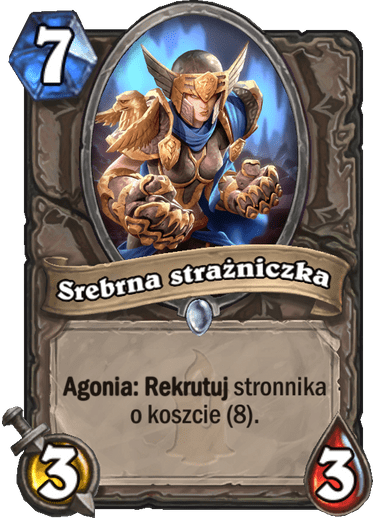 7
Srebrna strażniczka
Agonia: Rekrutuj stronnika
o koszcie (8).
3
3